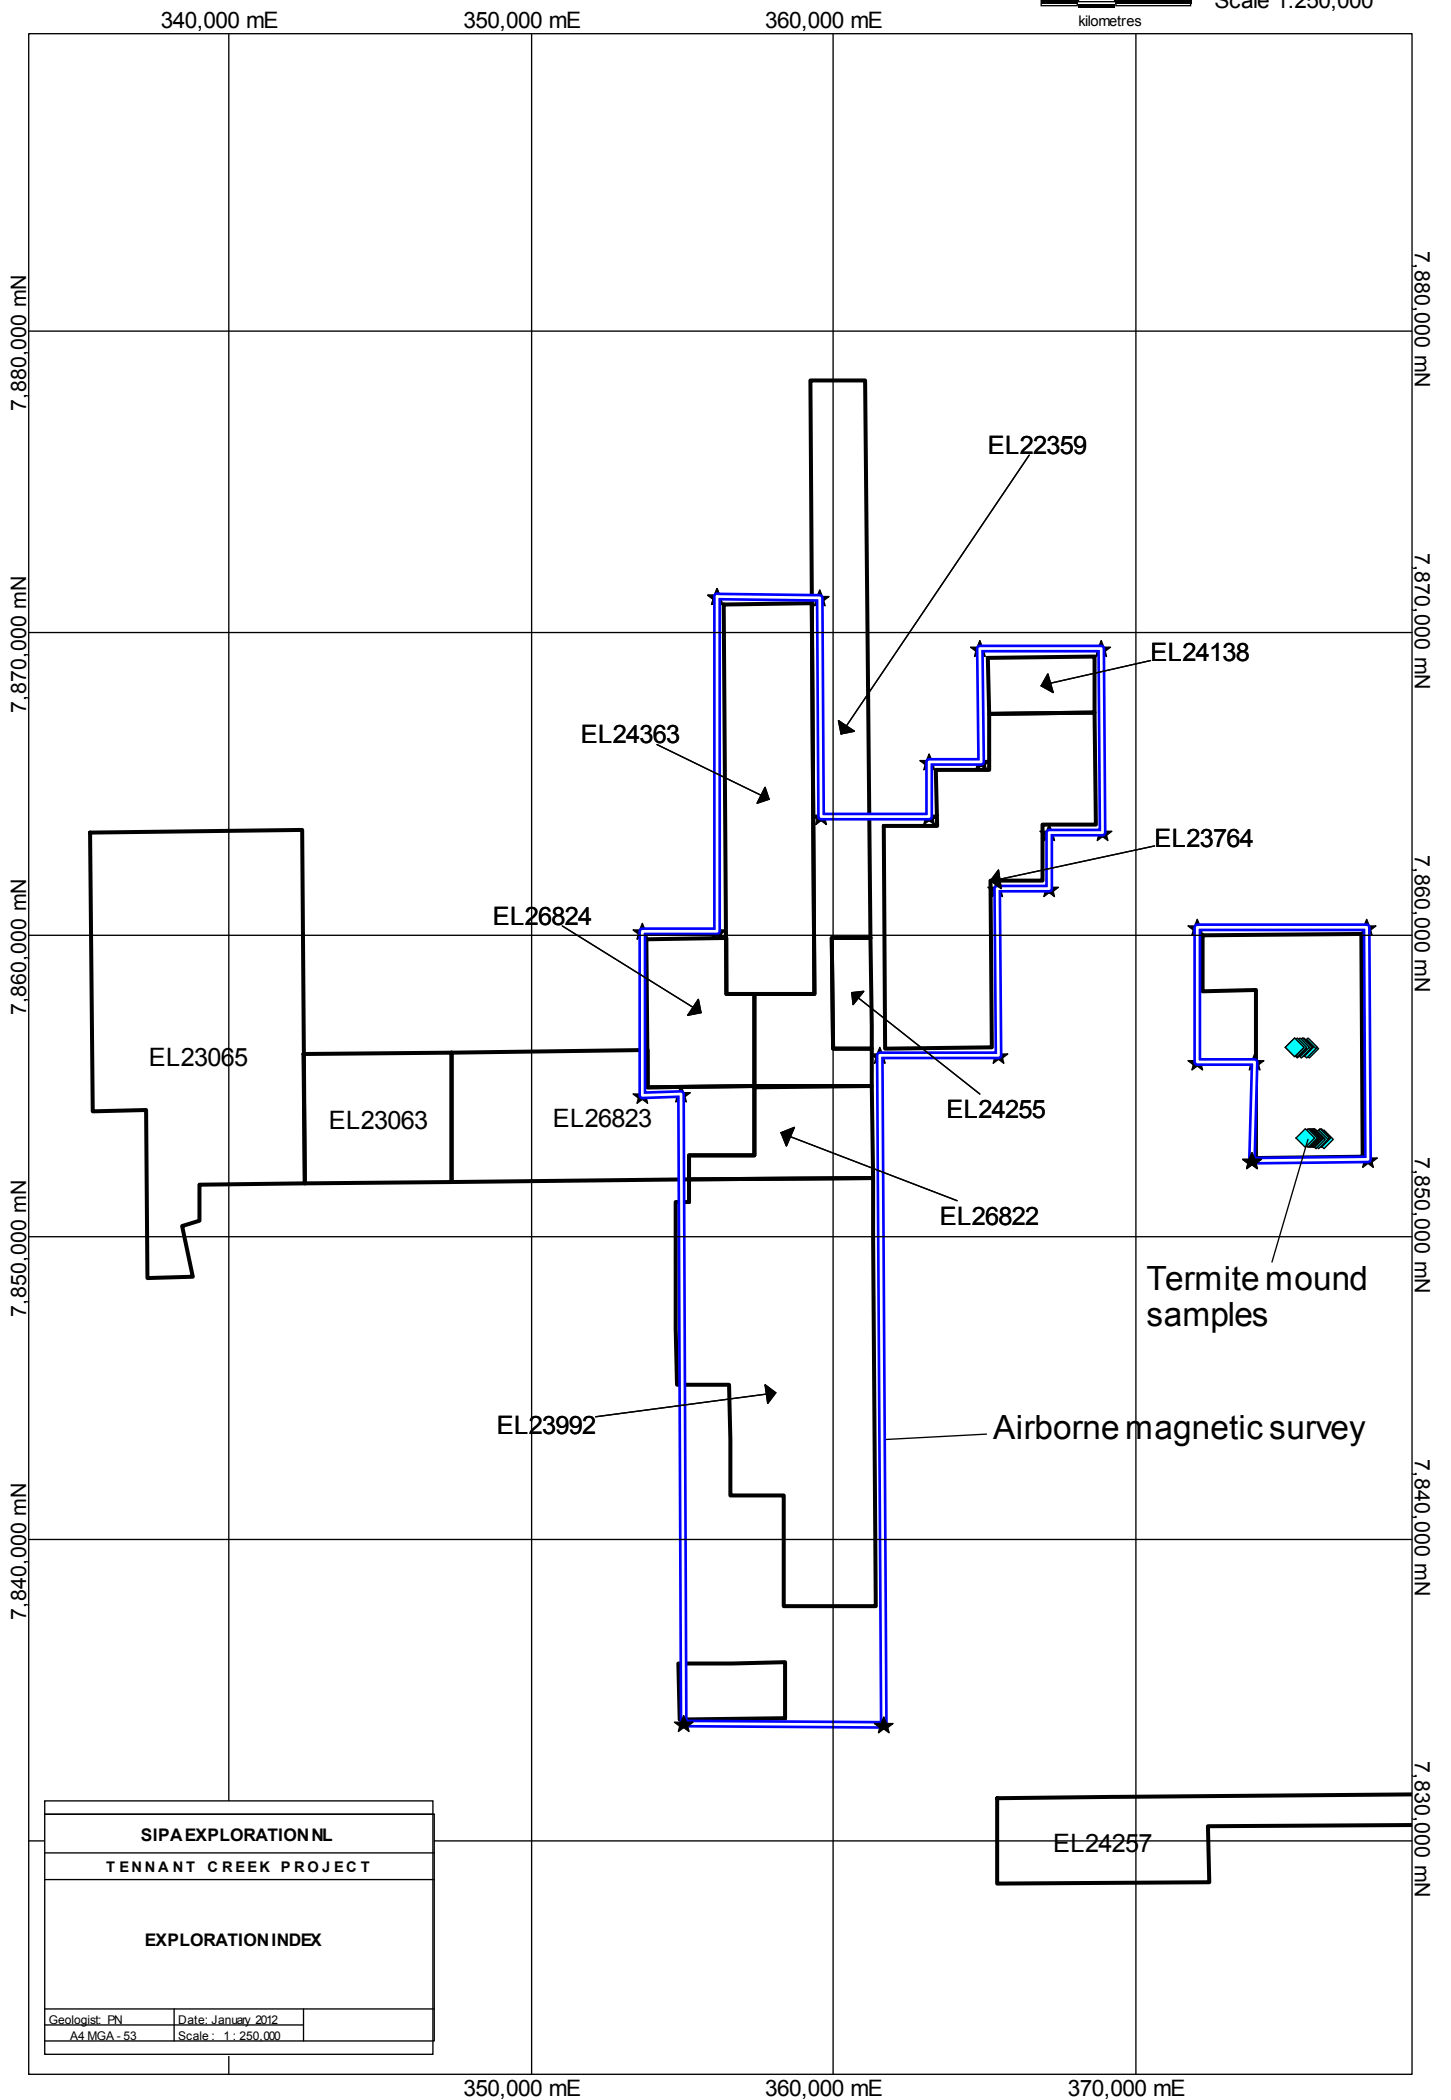 340,000 mE
350,000 mE
360,000 mE
kilometres
Scale 1:250,000
7,880,000 mN
7,880,000 mN
EL22359
7,870,000 mN
7,870,000 mN
EL24138
EL24363
EL23764
EL26824
7,860,000 mN
7,860,000 mN
EL23065
EL23063
EL26823
EL24255
EL26822
7,850,000 mN
7,850,000 mN
Termite mound
samples
EL23992
Airborne magnetic survey
7,840,000 mN
7,840,000 mN
7,830,000 mN
EL24257
SIPA EXPLORATION NL
TENNANT CREEK PROJECT
EXPLORATION INDEX
Geologist: PN
Date: January 2012
A4 MGA - 53
Scale : 1 : 250,000
350,000 mE
360,000 mE
370,000 mE